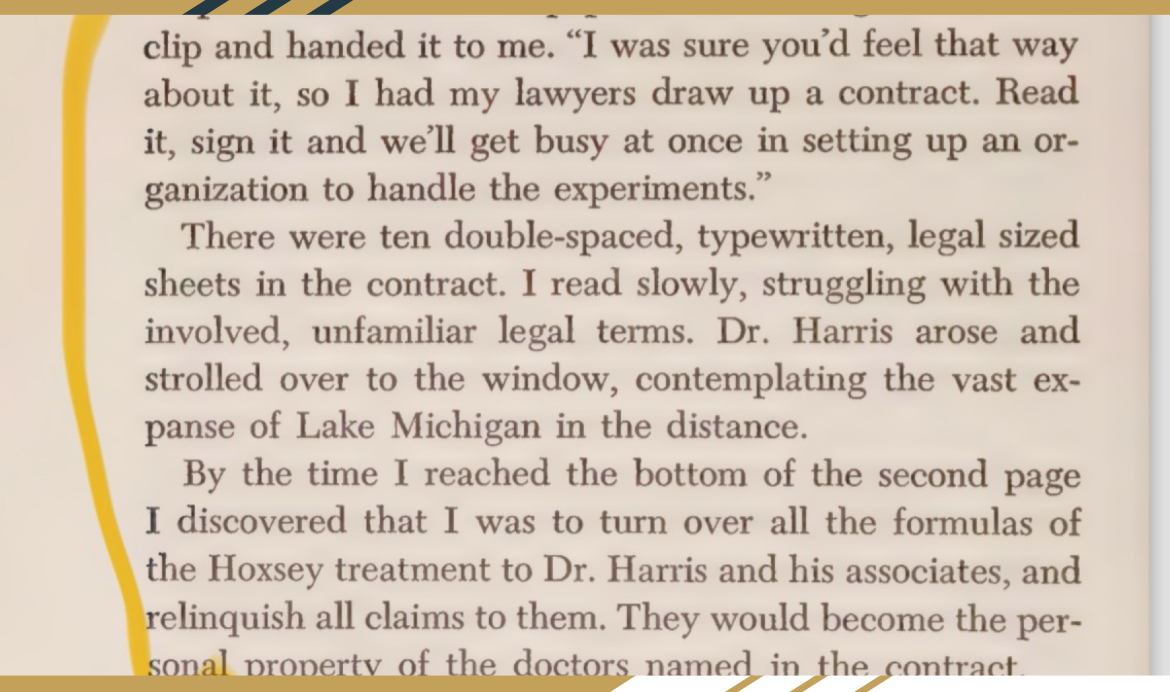 clip and handed it to me. “I was sure you’d feel that way
about it, so I had my lawyers draw up a contract. Read
it, sign it and we’ll get busy at once in setting up an or-
ganization to handle the experiments.”
There were ten double-spaced, typewritten, legal sized
sheets in the contract. I read slowly, struggling with the
involved, unfamiliar legal terms. Dr. Harris arose and
strolled over to the window, contemplating the vast ex-
panse of Lake Michigan in the distance.
By the time I reached the bottom of the second page
I discovered that I was to turn over all the formulas of
the Hoxsey treatment to Dr. Harris and his associates, and
relinquish all claims to them. They would become the per-
sonal property of the doctors named in the contract.